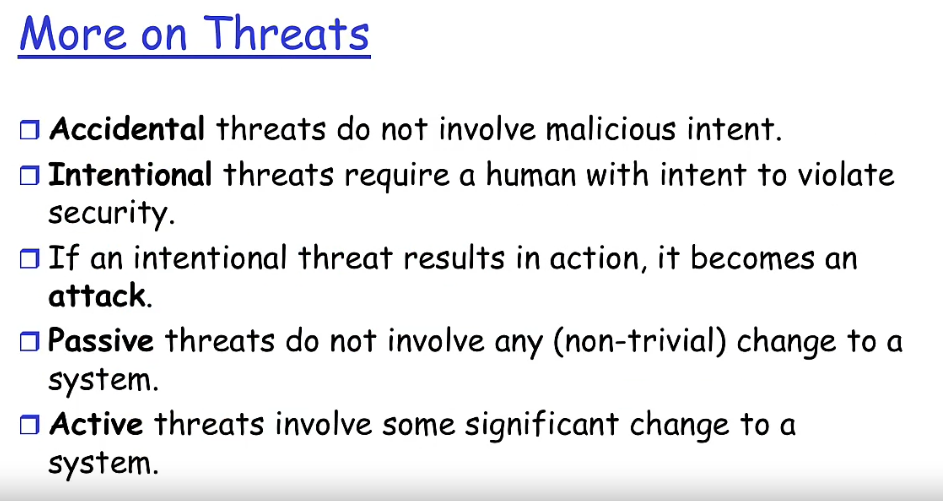 More on Threats
Accidental threats do not involve malicious intent.
Intentional threats require a human with intent to violate
security.
If an intentional threat results in action, it becomes an
attack.
Passive threats do not involve any (non-trivial) change to a
system.
Active threats involve some significant change to a
system.